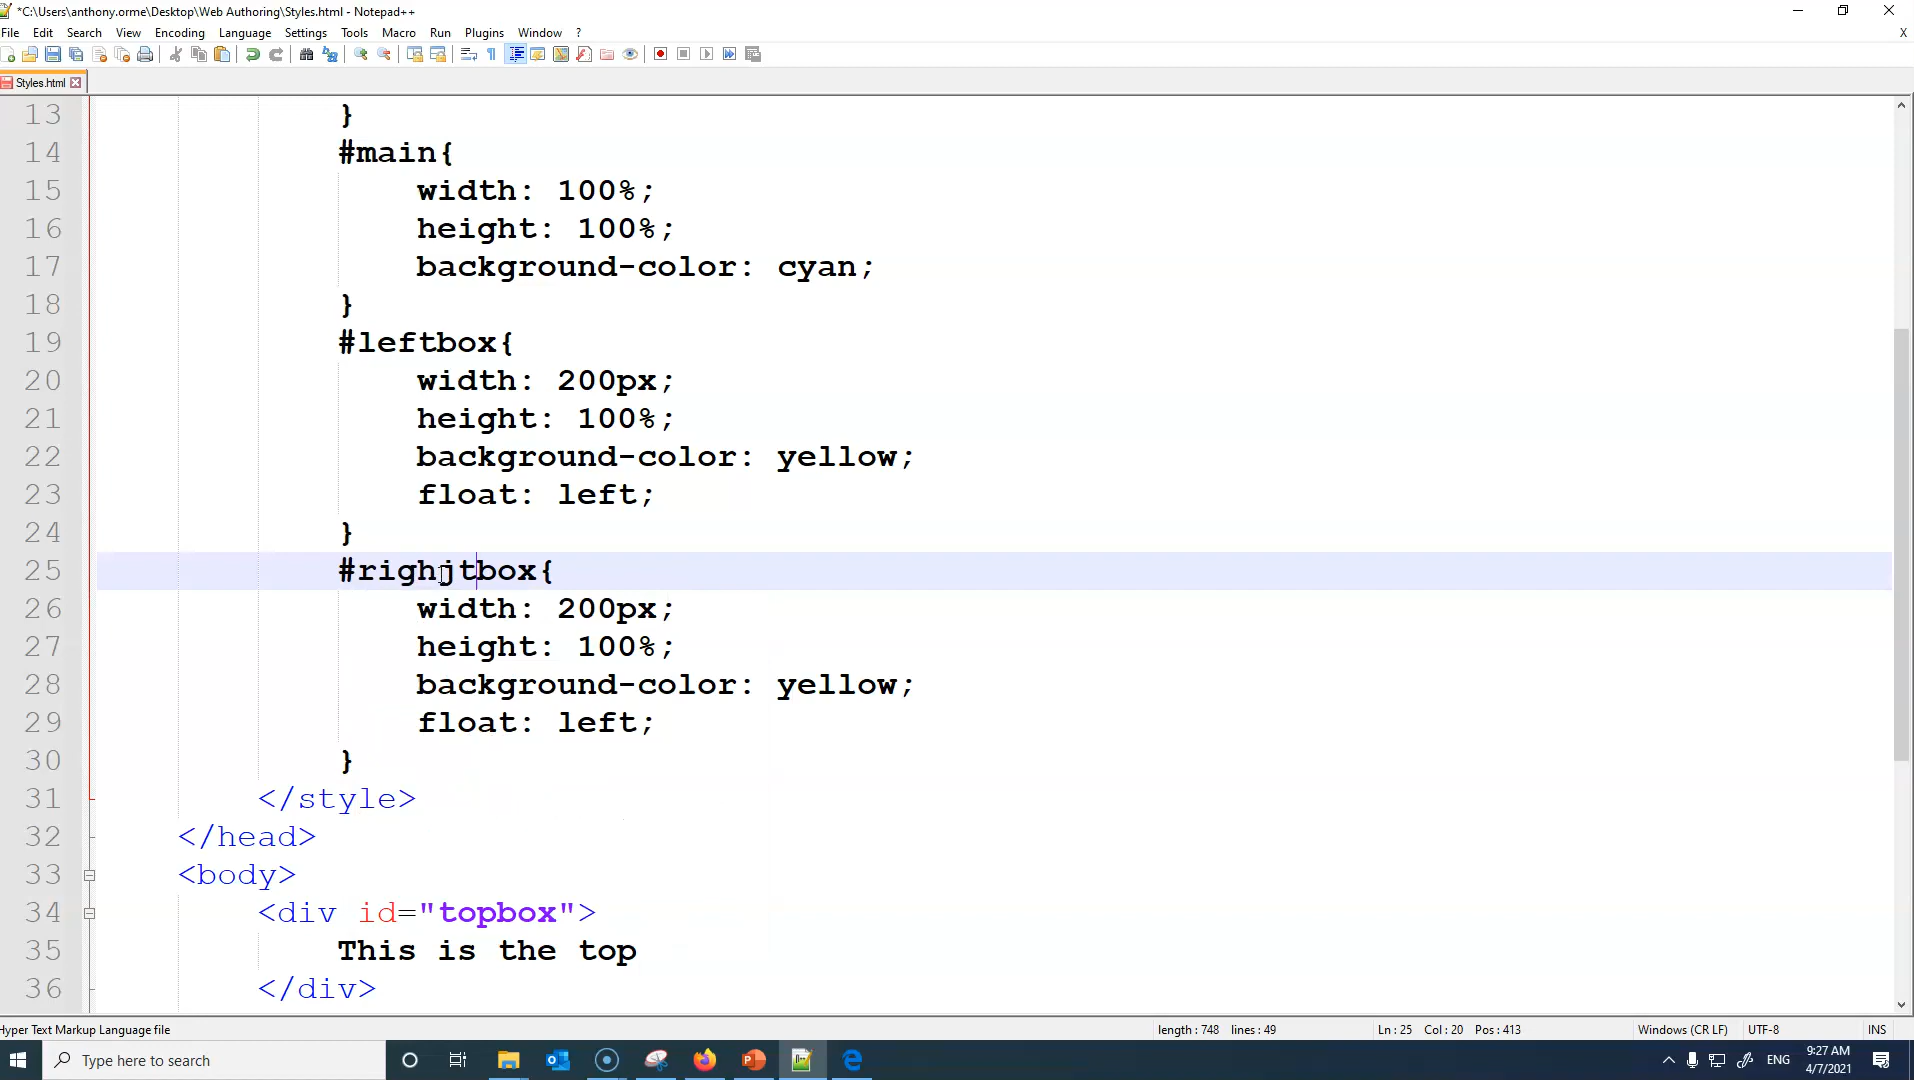 *C:\Users\anthony.orme\Desktop\Web Authoring\Styles.html - Notepad++
File Edit Search View Encoding Language Settings Tools Macro Run Plugins Window ? X
Styles.html
13 }
14 #main{
15 width: 100%;
16 height: 100%;
17 background-color: cyan;
18 }
19 #leftbox{
20 width: 200px;
21 height: 100%;
22 background-color: yellow;
23 float: left;
24 }
25 #righjtbox{
26 width: 200px;
27 height: 100%;
28 background-color: yellow;
29 float: left;
30 }
31 </style>
32 </head>
33 <body>
34 <div id="topbox">
35 This is the top
36 </div>
Hyper Text Markup Language file length : 748 lines : 49 Ln : 25 Col : 20 Pos : 413 Windows (CR LF) UTF-8 INS
Type here to search ENG 9:27 AM
4/7/2021